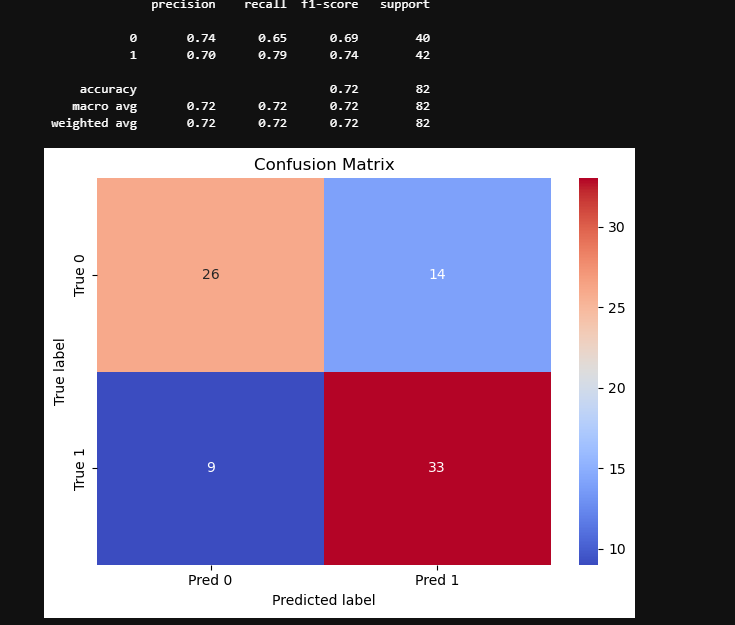 precision recall f1-score support
0 0.74 0.65 0.69 40
1 0.70 0.79 0.74 42
accuracy 0.72 82
macro avg 0.72 0.72 0.72 82
weighted avg 0.72 0.72 0.72 82
Confusion Matrix
True 0
26 14
True 1
9 33
True label
Pred 0 Pred 1
Predicted label
30
25
20
15
10